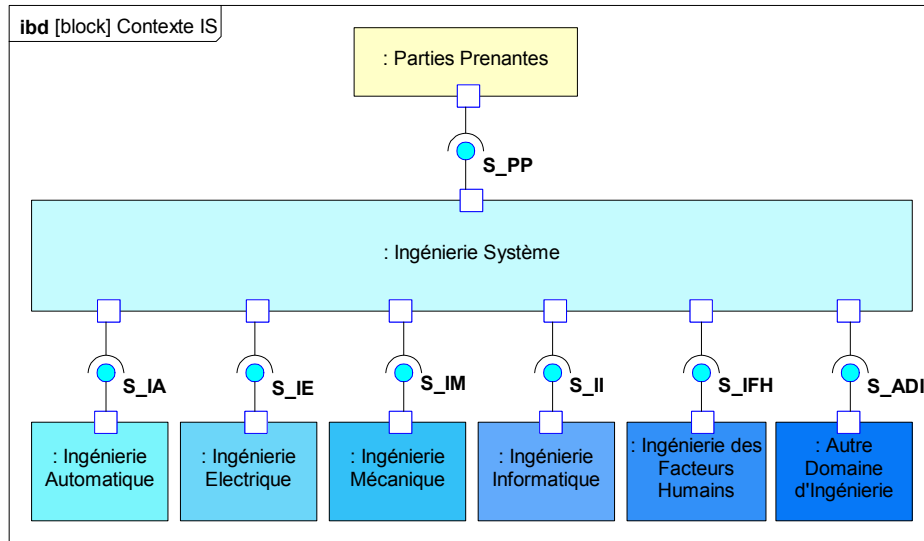 ibd [block] Contexte IS
: Parties Prenantes
S_PP
: Ingénierie Système
S_IA
S_IE
S_IM
S_II
S_IFH
S_ADI
: Ingénierie
Automatique
: Ingénierie
Electrique
: Ingénierie
Mécanique
: Ingénierie
Informatique
: Ingénierie des
Facteurs
Humains
: Autre
Domaine
d'Ingénierie